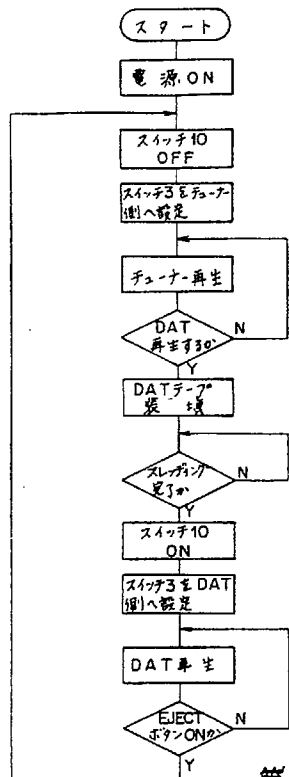 スタート
電源ON
スイッチ10
OFF
スイッチ3をチューナー
側へ設定
チューナー再生
DAT
再生するか
N
Y
DATテープ
装填
スレッディング
完了か
N
Y
スイッチ10
ON
スイッチ3をDAT
側へ設定
DAT再生
EJECT
ボタンONか
N
Y